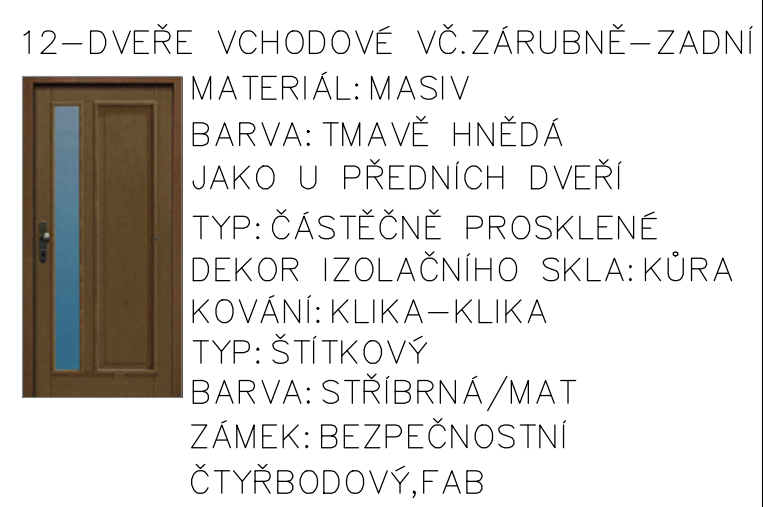 12-DVEŘE VCHODOVÉ VČ.ZÁRUBNĚ-ZADNÍ
MATERIÁL:MASIV
BARVA:TMAVĚ HNĚDÁ
JAKO U PŘEDNÍCH DVEŘÍ
TYP:ČÁSTĚČNĚ PROSKLENÉ
DEKOR IZOLAČNÍHO SKLA:KŮRA
KOVÁNÍ:KLIKA-KLIKA
TYP:ŠTÍTKOVÝ
BARVA:STŘÍBRNÁ/MAT
ZÁMEK:BEZPEČNOSTNÍ
ČTYŘBODOVÝ,FAB